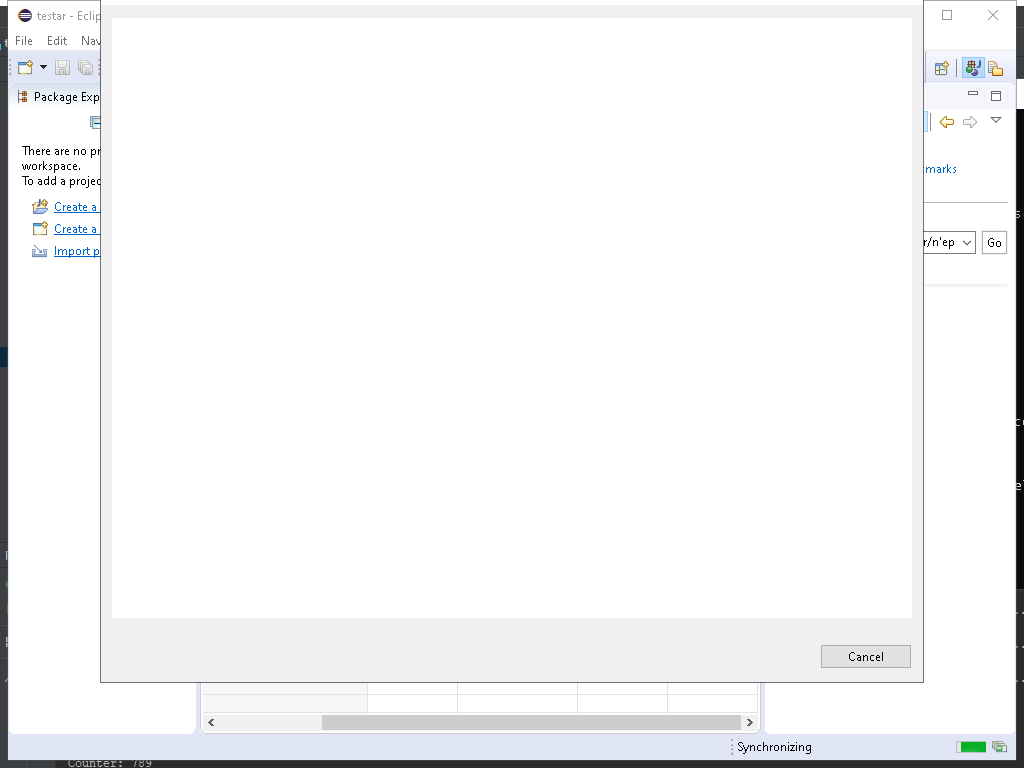 testar - Eclip
File Edit Nav
Package Exp
There are no pr
workspace.
To add a projec
Create a
Create a
Import p
marks
r/n'ep
Go
Cancel
Synchronizing
Counter: 789